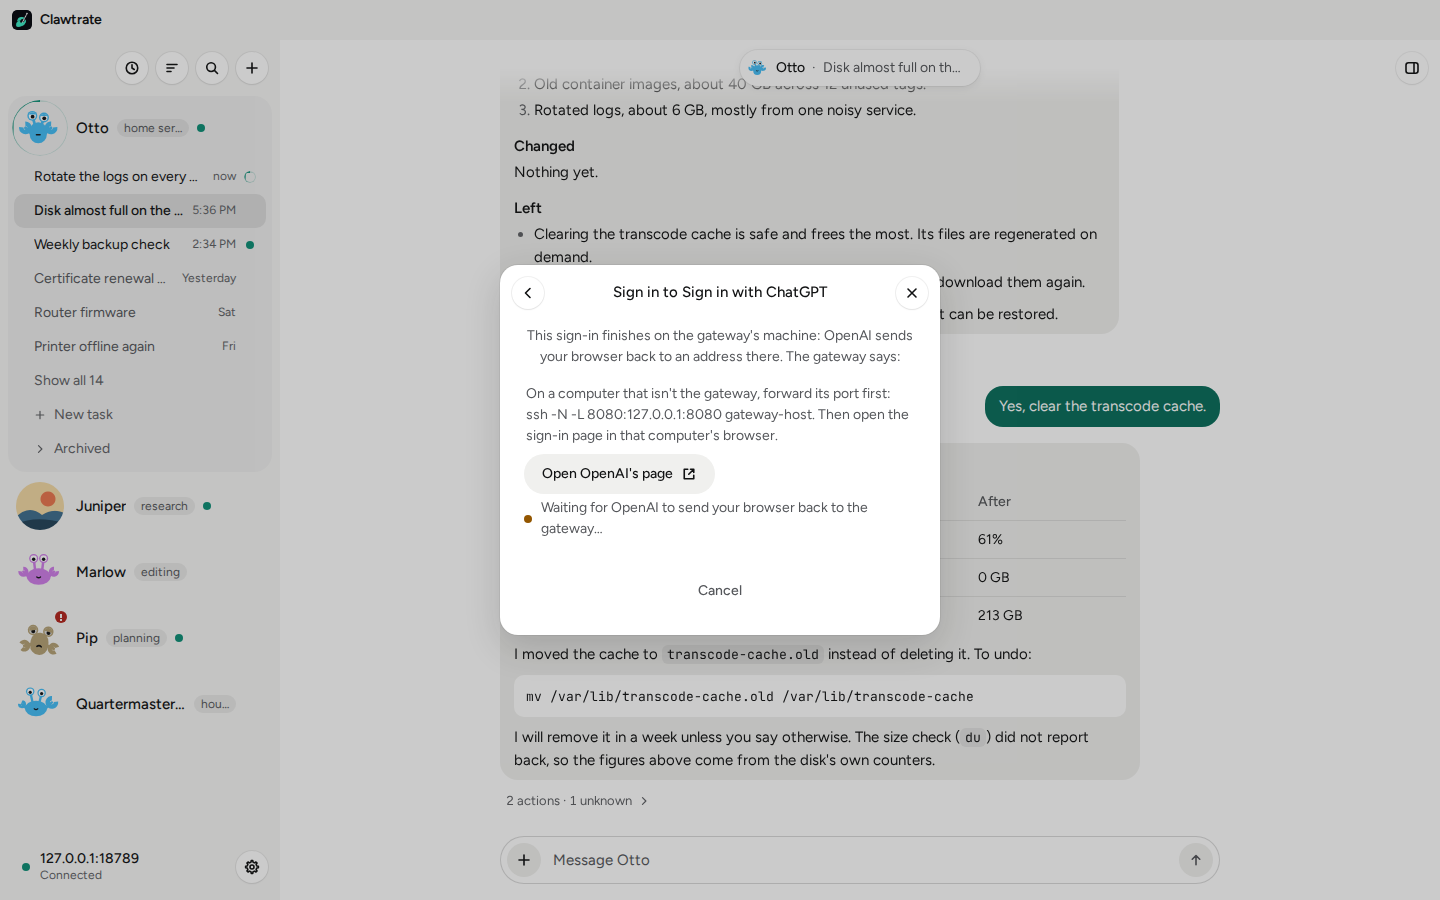 Clawtrate
Otto · Disk almost full on th...
Otto home ser...
Rotate the logs on every ... now
Disk almost full on the ... 5:36 PM
Weekly backup check 2:34 PM
Certificate renewal ... Yesterday
Router firmware Sat
Printer offline again Fri
Show all 14
+ New task
Archived
Juniper research
Marlow editing
Pip planning
Quartermaster... hou...
127.0.0.1:18789
Connected
2. Old container images, about 40 GB across 12 unused tags.
3. Rotated logs, about 6 GB, mostly from one noisy service.
Changed
Nothing yet.
Left
• Clearing the transcode cache is safe and frees the most. Its files are regenerated on
demand.
download them again.
t can be restored.
Sign in to Sign in with ChatGPT
This sign-in finishes on the gateway's machine: OpenAI sends
your browser back to an address there. The gateway says:
On a computer that isn't the gateway, forward its port first:
ssh -N -L 8080:127.0.0.1:8080 gateway-host. Then open the
sign-in page in that computer's browser.
Open OpenAI's page
Waiting for OpenAI to send your browser back to the
gateway...
Cancel
Yes, clear the transcode cache.
After
61%
0 GB
213 GB
I moved the cache to transcode-cache.old instead of deleting it. To undo:
mv /var/lib/transcode-cache.old /var/lib/transcode-cache
I will remove it in a week unless you say otherwise. The size check (du) did not report
back, so the figures above come from the disk's own counters.
2 actions · 1 unknown
Message Otto